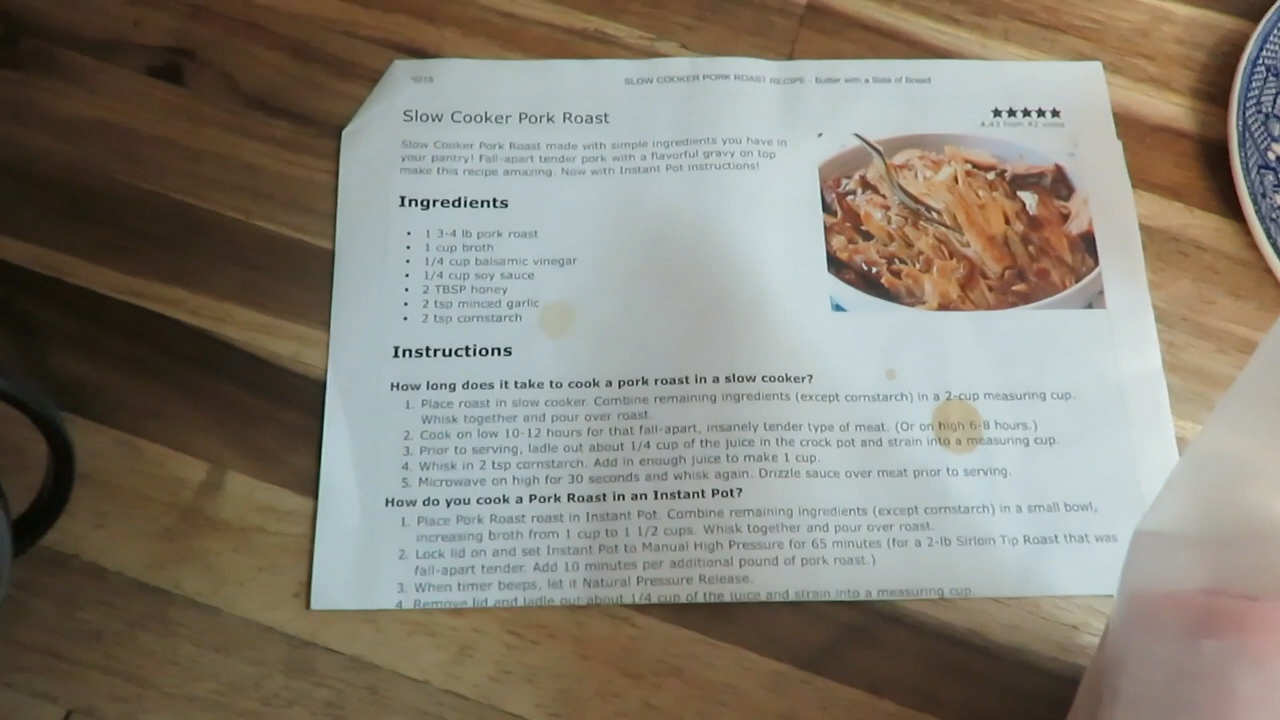 SLOW COOKER PORK ROAST RECIPE - Butter with a Side of Bread
Slow Cooker Pork Roast
4.43 from 42 votes
Slow Cooker Pork Roast made with simple ingredients you have in
your pantry! Fall-apart tender pork with a flavorful gravy on top
make this recipe amazing. Now with Instant Pot instructions!
Ingredients
• 1 3-4 lb pork roast
• 1 cup broth
• 1/4 cup balsamic vinegar
• 1/4 cup soy sauce
• 2 TBSP honey
• 2 tsp minced garlic
• 2 tsp cornstarch
Instructions
How long does it take to cook a pork roast in a slow cooker?
1. Place roast in slow cooker. Combine remaining ingredients (except cornstarch) in a 2-cup measuring cup.
Whisk together and pour over roast.
2. Cook on low 10-12 hours for that fall-apart, insanely tender type of meat. (Or on high 6-8 hours.)
3. Prior to serving, ladle out about 1/4 cup of the juice in the crock pot and strain into a measuring cup.
4. Whisk in 2 tsp cornstarch. Add in enough juice to make 1 cup.
5. Microwave on high for 30 seconds and whisk again. Drizzle sauce over meat prior to serving.
How do you cook a Pork Roast in an Instant Pot?
1. Place Pork Roast roast in Instant Pot. Combine remaining ingredients (except cornstarch) in a small bowl,
increasing broth from 1 cup to 1 1/2 cups. Whisk together and pour over roast.
2. Lock lid on and set Instant Pot to Manual High Pressure for 65 minutes (for a 2-lb Sirloin Tip Roast that was
fall-apart tender. Add 10 minutes per additional pound of pork roast.)
3. When timer beeps, let it Natural Pressure Release.
4. Remove lid and ladle out about 1/4 cup of the juice and strain into a measuring cup.